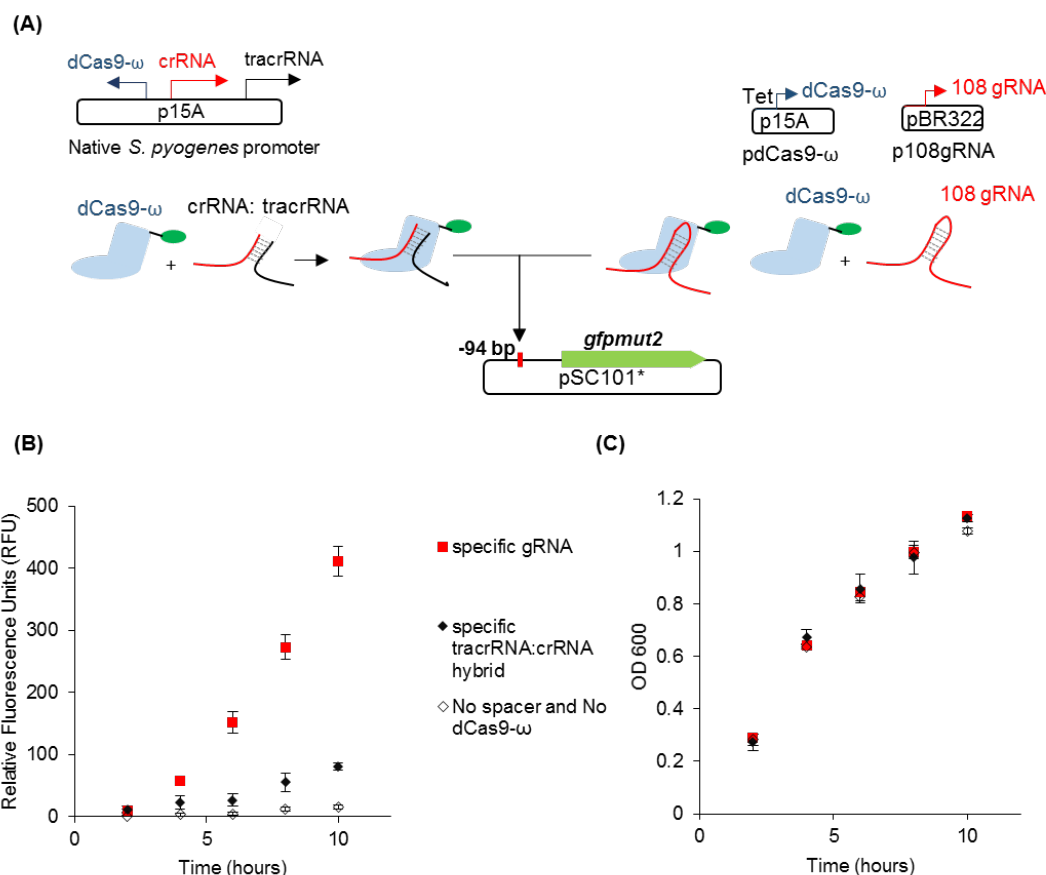 (A)
dCas9-ω
crRNA
tracrRNA
p15A
Native S. pyogenes promoter
Tet
dCas9-ω
108 gRNA
p15A
pBR322
pdCas9-ω
p108gRNA
dCas9-ω
crRNA: tracrRNA
dCas9-ω
108 gRNA
+
+
-94 bp
gfpmut2
pSC101*
(B)
Relative Fluorescence Units (RFU)
500
400
300
200
100
0
0
5
10
Time (hours)
specific gRNA
specific
tracrRNA:crRNA
hybrid
No spacer and No
dCas9-ω
(C)
OD 600
1.2
1
0.8
0.6
0.4
0.2
0
0
5
10
Time (hours)